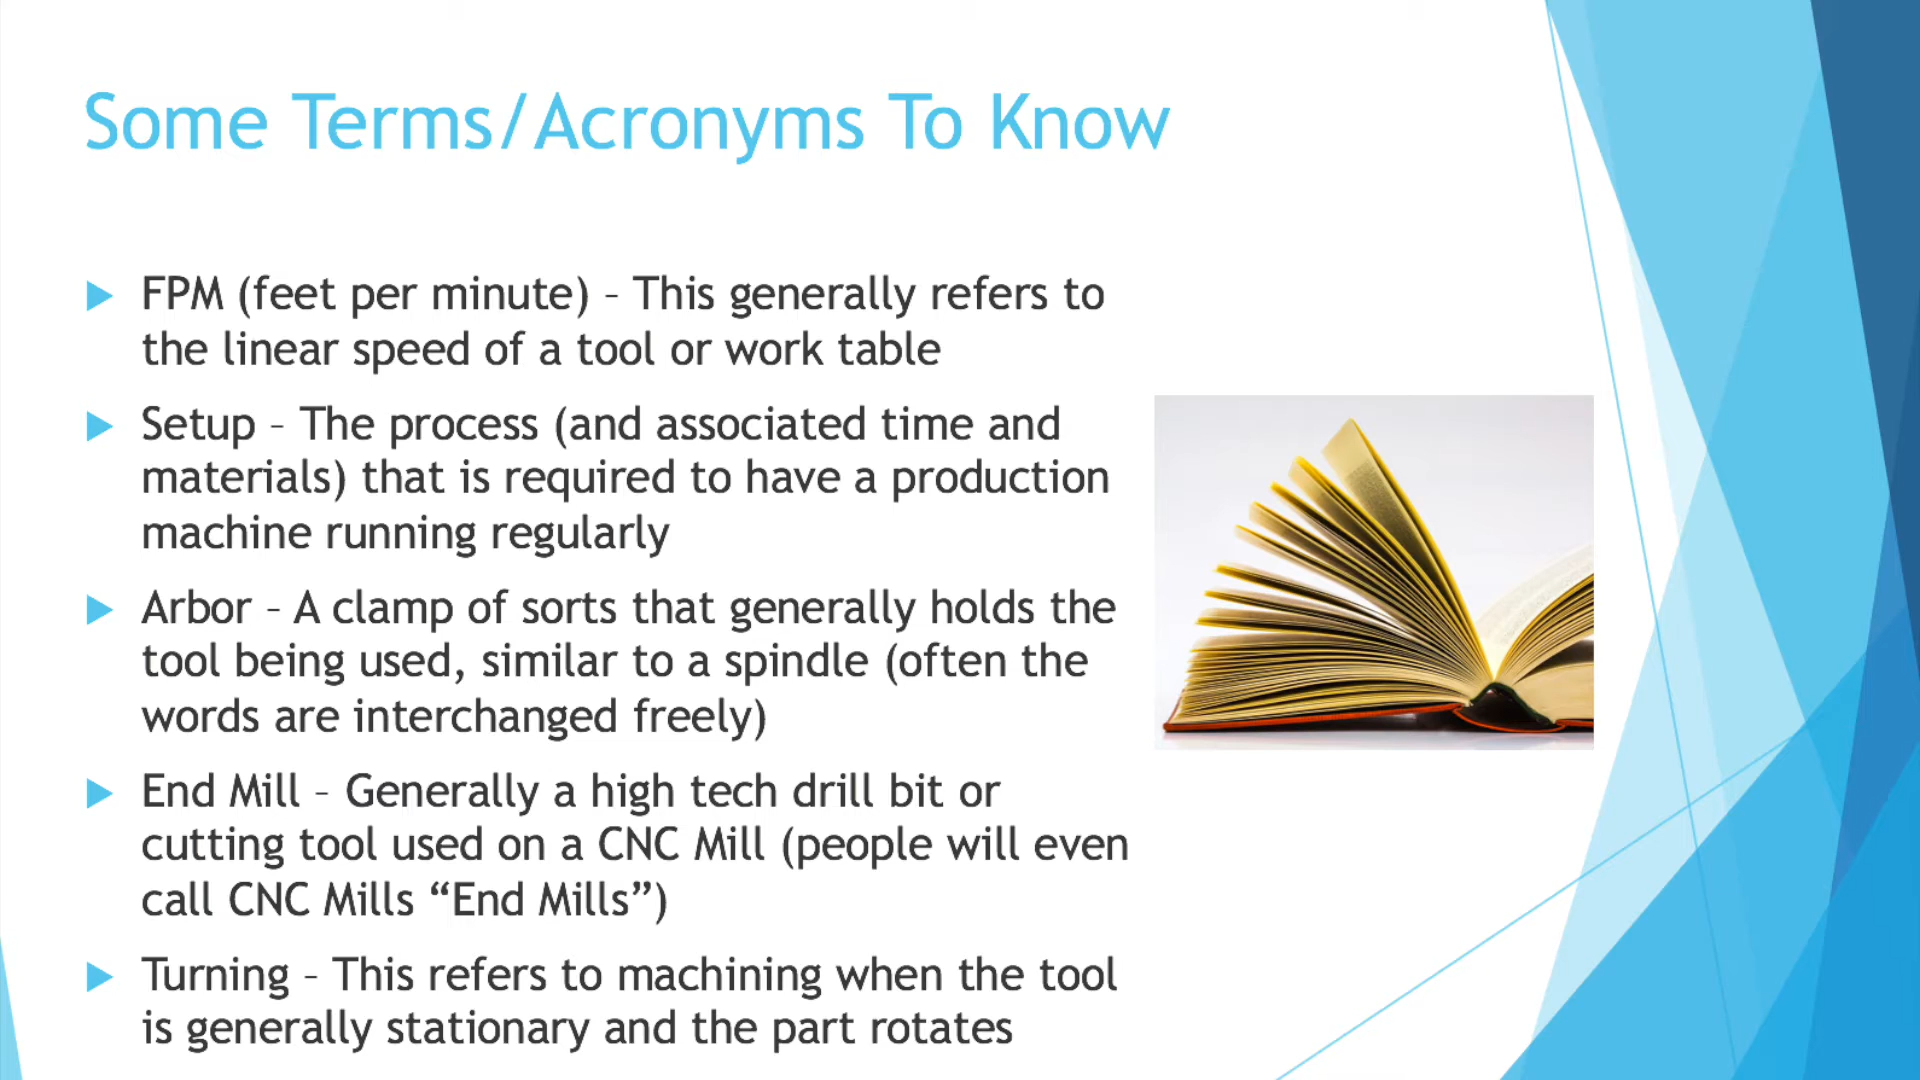 Some Terms/Acronyms To Know
FPM (feet per minute) – This generally refers to
the linear speed of a tool or work table
Setup – The process (and associated time and
materials) that is required to have a production
machine running regularly
Arbor – A clamp of sorts that generally holds the
tool being used, similar to a spindle (often the
words are interchanged freely)
End Mill – Generally a high tech drill bit or
cutting tool used on a CNC Mill (people will even
call CNC Mills “End Mills”)
Turning – This refers to machining when the tool
is generally stationary and the part rotates